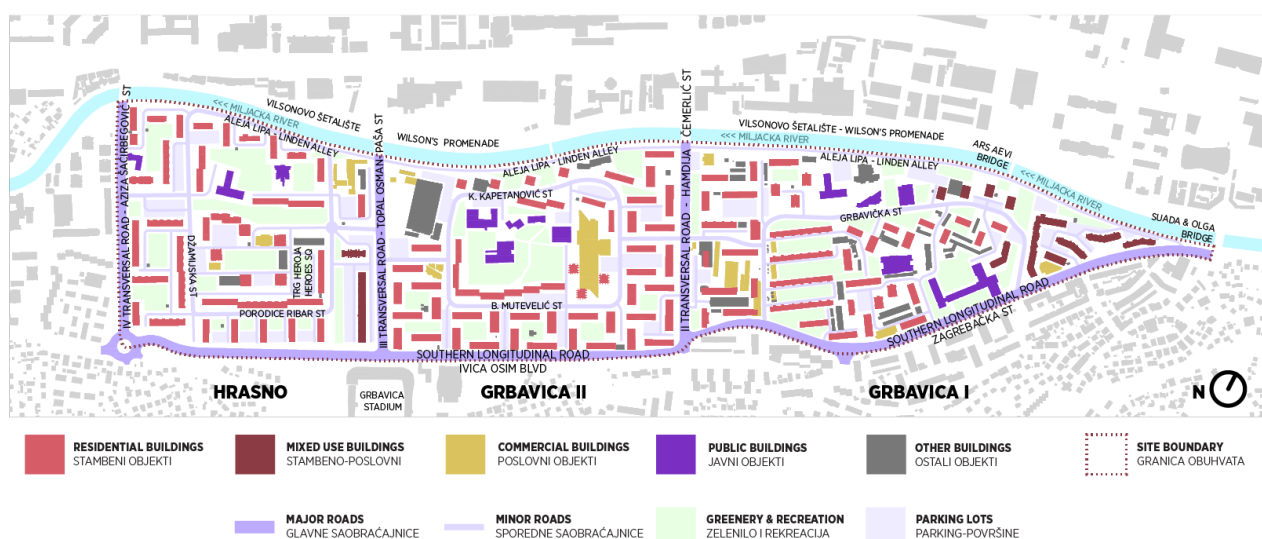 VILSONOVO ŠETALIŠTE
<<< MILJACKA RIVER
ALEJA LIPA - LINDEN ALLEY
WILSON'S PROMENADE
ALEJA LIPA - LINDEN ALLEY
VILSONOVO ŠETALIŠTE - WILSON'S PROMENADE
<<< MILJACKA RIVER
ALEJA LIPA - LINDEN ALLEY
ARS AEVI
BRIDGE
<<< MILJACKA RIVER
SUADA & OLGA
BRIDGE
IV TRANSVERSAL ROAD - AZIZA ŠAĆIRBEGOVIĆ ST
III TRANSVERSAL ROAD - TOPAL OSMAN PAŠA ST
II TRANSVERSAL ROAD - HAMDIJA ČEMERLIĆ ST
K. KAPETANOVIĆ ST
GRBAVIČKA ST
DŽAMIJSKA ST
TRG HEROJA
HEROES SQ
PORODICE RIBAR ST
B. MUTEVELIĆ ST
SOUTHERN LONGITUDINAL ROAD
ZAGREBAČKA ST.
SOUTHERN LONGITUDINAL ROAD
IVICA OSIM BLVD
HRASNO
GRBAVICA
STADIUM
GRBAVICA II
GRBAVICA I
N
RESIDENTIAL BUILDINGS
STAMBENI OBJEKTI
MIXED USE BUILDINGS
STAMBENO-POSLOVNI
COMMERCIAL BUILDINGS
POSLOVNI OBJEKTI
PUBLIC BUILDINGS
JAVNI OBJEKTI
OTHER BUILDINGS
OSTALI OBJEKTI
SITE BOUNDARY
GRANICA OBUHVATA
MAJOR ROADS
GLAVNE SAOBRAĆAJNICE
MINOR ROADS
SPOREDNE SAOBRAĆAJNICE
GREENERY & RECREATION
ZELENILO I REKREACIJA
PARKING LOTS
PARKING-POVRŠINE